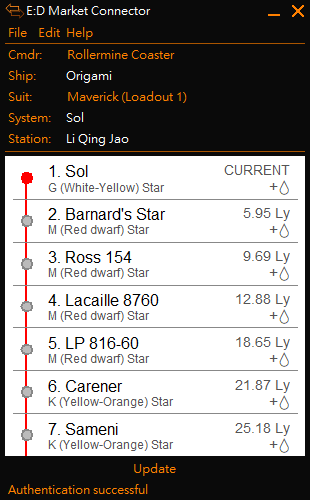 E:D Market Connector
File Edit Help
Cmdr: Rollermine Coaster
Ship: Origami
Suit: Maverick (Loadout 1)
System: Sol
Station: Li Qing Jao
1. Sol CURRENT
G (White-Yellow) Star +
2. Barnard's Star 5.95 Ly
M (Red dwarf) Star +
3. Ross 154 9.69 Ly
M (Red dwarf) Star +
4. Lacaille 8760 12.88 Ly
M (Red dwarf) Star +
5. LP 816-60 18.65 Ly
M (Red dwarf) Star +
6. Carener 21.87 Ly
K (Yellow-Orange) Star +
7. Sameni 25.18 Ly
K (Yellow-Orange) Star +
Update
Authentication successful